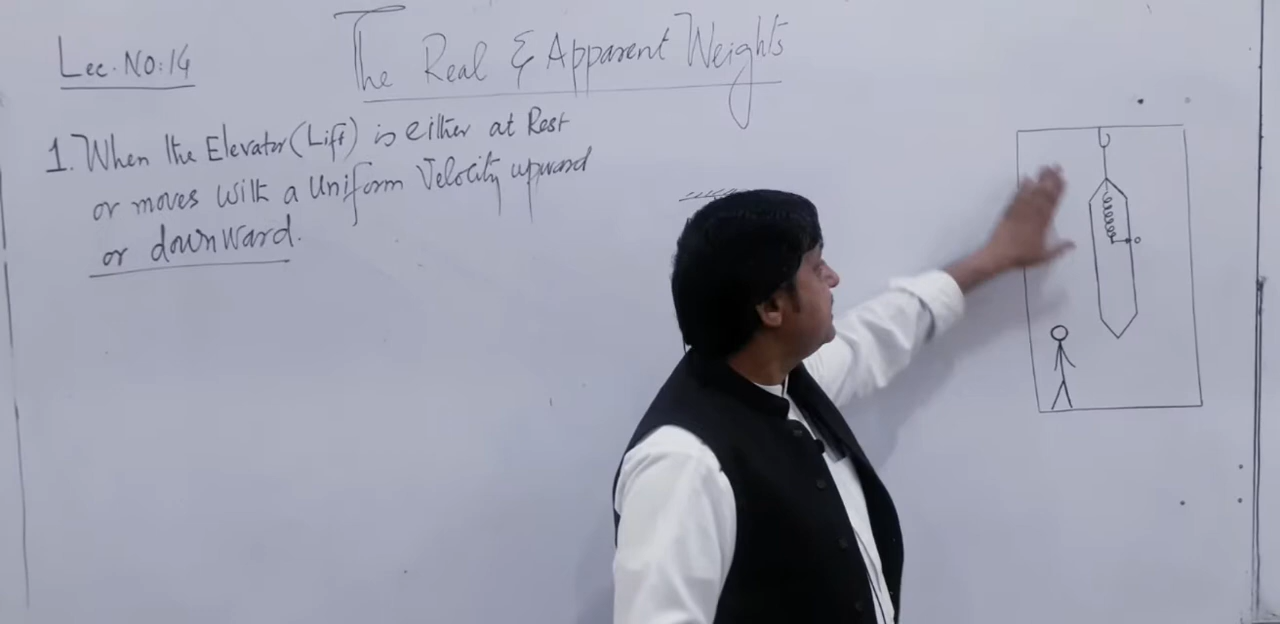 Lec. NO: 14
The Real & Apparent Weights
1. When the Elevator (Lift) is either at Rest
or moves with a Uniform Velocity upward
or downward.